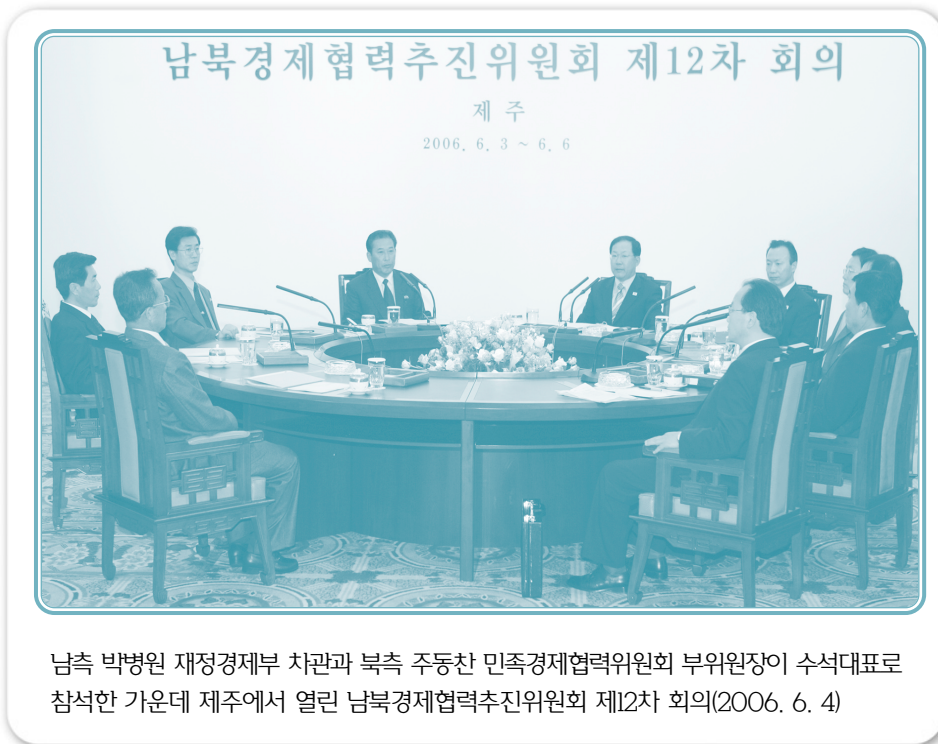 남북경제협력추진위원회 제12차 회의
제 주
2006. 6. 3 ~ 6. 6
남측 박병원 재정경제부 차관과 북측 주동찬 민족경제협력위원회 부위원장이 수석대표로
참석한 가운데 제주에서 열린 남북경제협력추진위원회 제12차 회의(2006. 6. 4)